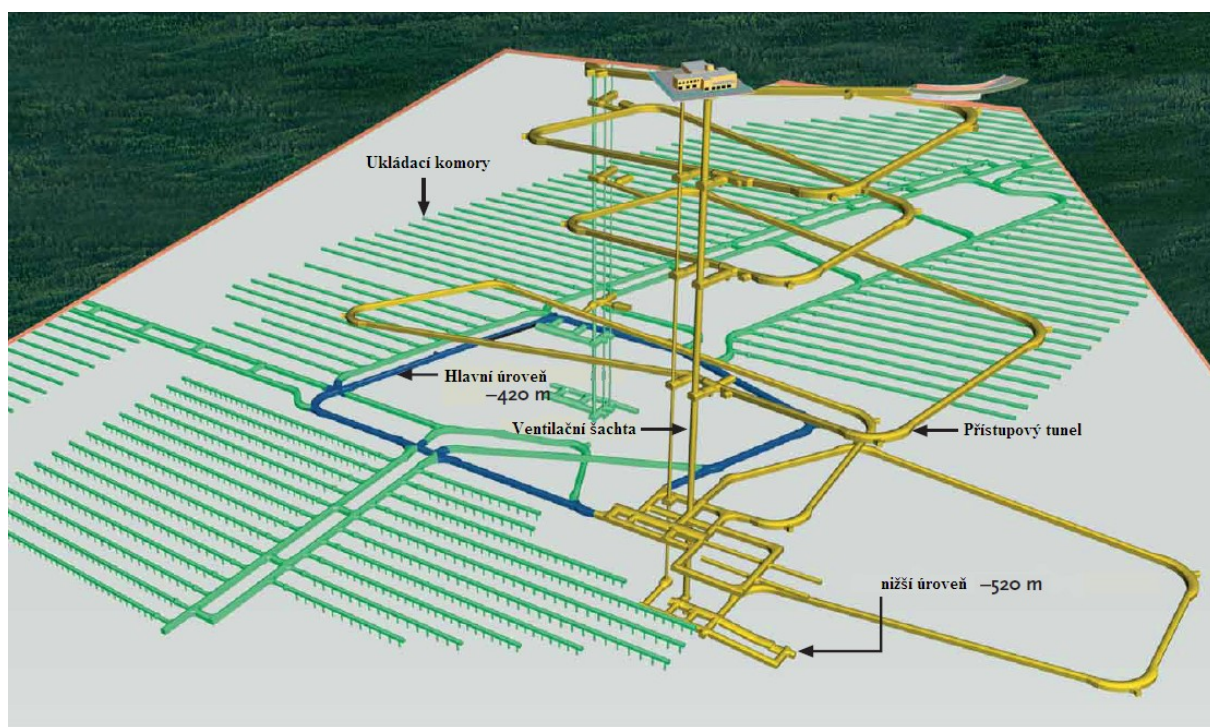 Ukládací komory
Hlavní úroveň
–420 m
Ventilační šachta
Přístupový tunel
nižší úroveň –520 m